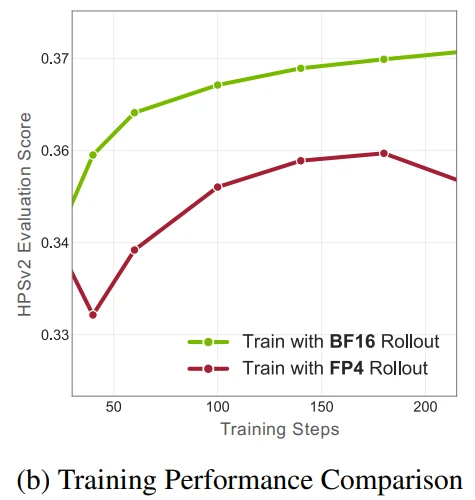 0.37
0.36
0.34
0.33
HPSv2 Evaluation Score
Train with BF16 Rollout
Train with FP4 Rollout
50 100 150 200
Training Steps
(b) Training Performance Comparison